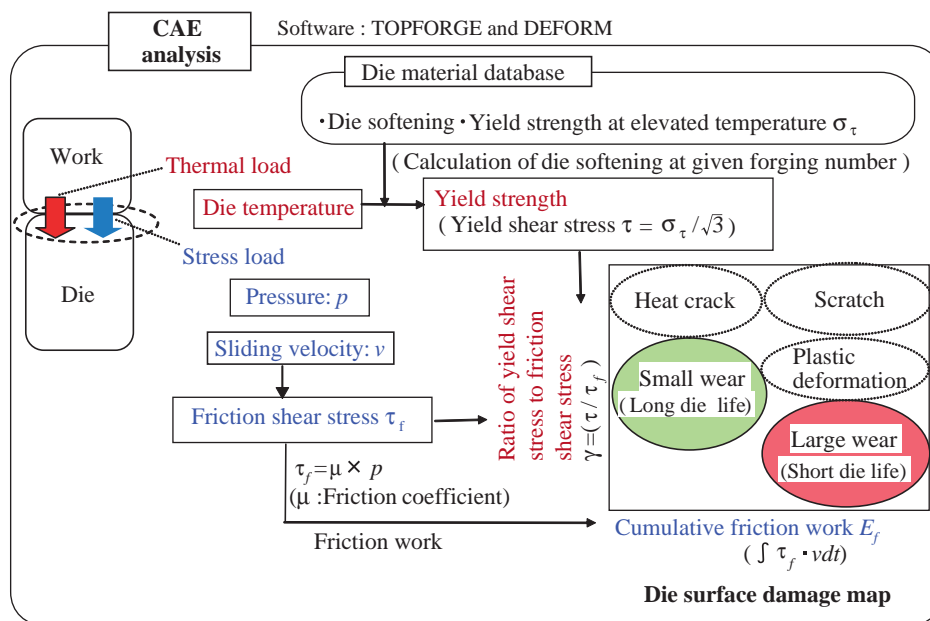 CAE
analysis
Software : TOPFORGE and DEFORM
Die material database
・Die softening ・Yield strength at elevated temperature στ
( Calculation of die softening at given forging number )
Work
Thermal load
Die temperature
Yield strength
( Yield shear stress τ = στ /√3 )
Stress load
Die
Pressure: p
Sliding velocity: v
Friction shear stress τf
Ratio of yield shear
stress to friction
shear stress
γ=(τ/τf)
Heat crack
Scratch
Small wear
(Long die life)
Plastic
deformation
Large wear
(Short die life)
τf=μ× p
(μ :Friction coefficient)
Friction work
Cumulative friction work Ef
(∫ τf・vdt)
Die surface damage map